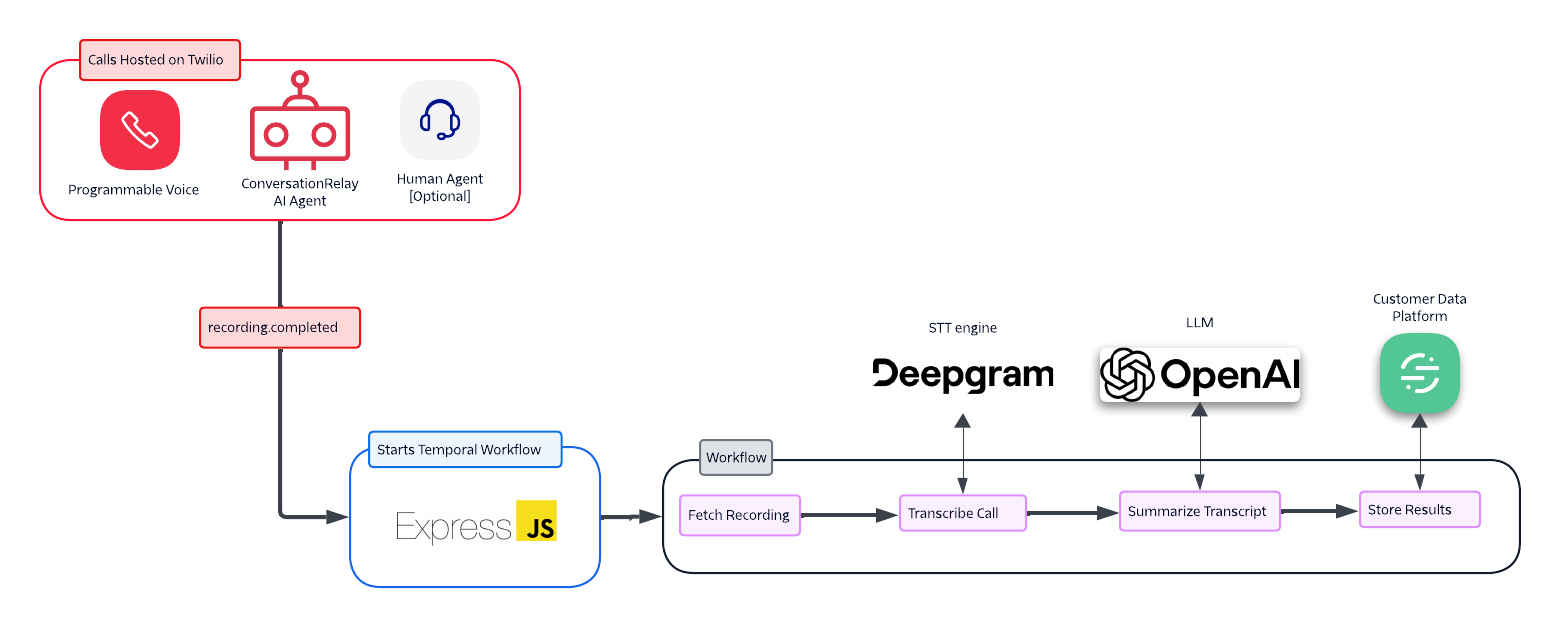 Calls Hosted on Twilio
Programmable Voice
ConversationRelay
AI Agent
Human Agent
[Optional]
recording.completed
Starts Temporal Workflow
Express JS
STT engine
Deepgram
LLM
OpenAI
Customer Data
Platform
Workflow
Fetch Recording
Transcribe Call
Summarize Transcript
Store Results